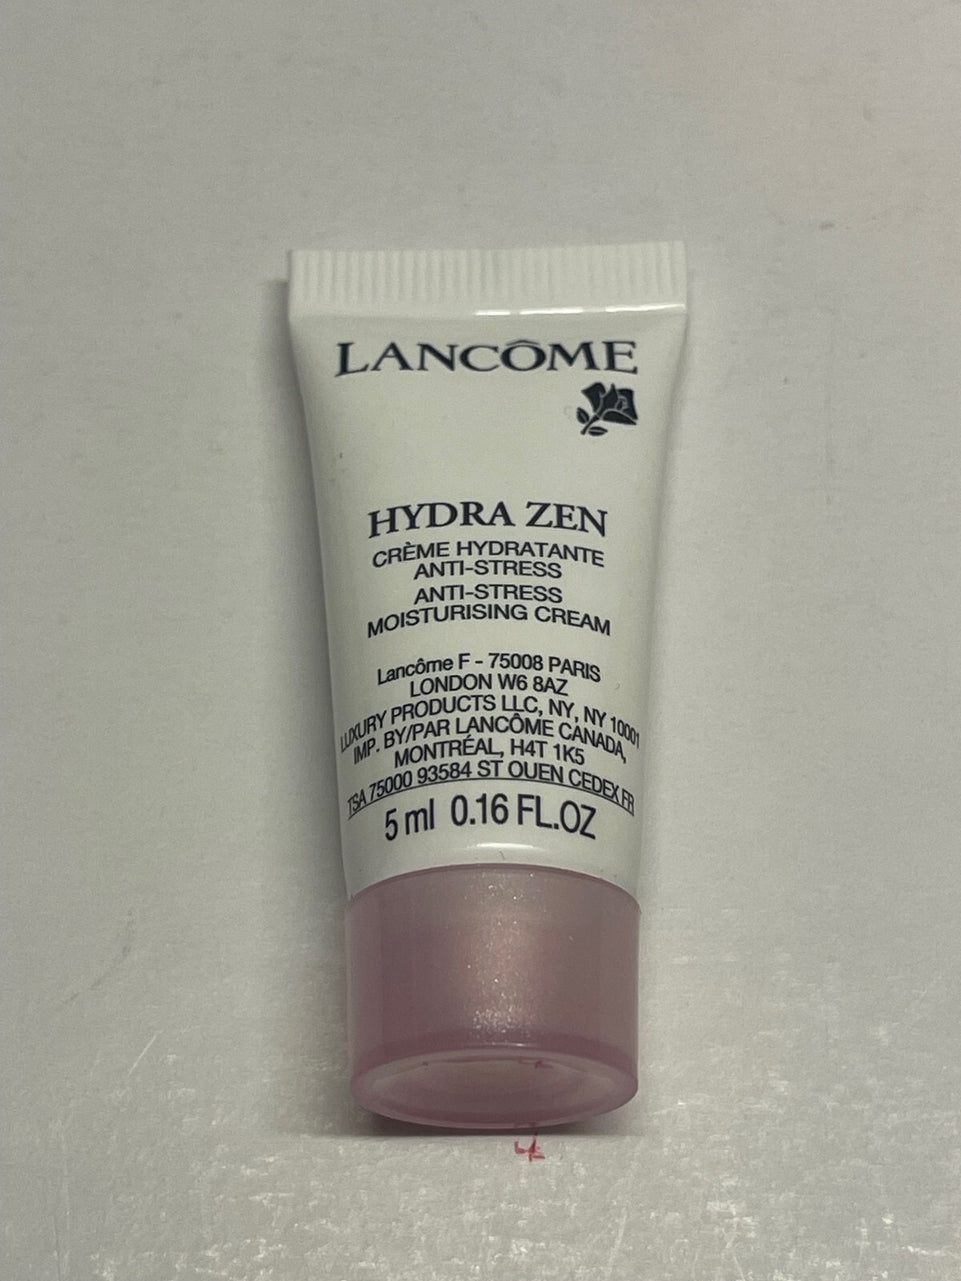 LANCÔME
HYDRA ZEN
CRÈME HYDRATANTE
ANTI-STRESS
ANTI-STRESS
MOISTURISING CREAM
Lancôme F - 75008 PARIS
LONDON W6 8AZ
LUXURY PRODUCTS LLC, NY, NY 10001
IMP. BY/PAR LANCÔME CANADA,
MONTRÉAL, H4T 1K5
TSA 75000 93584 ST OUEN CEDEX FR
5 ml 0.16 FL.OZ